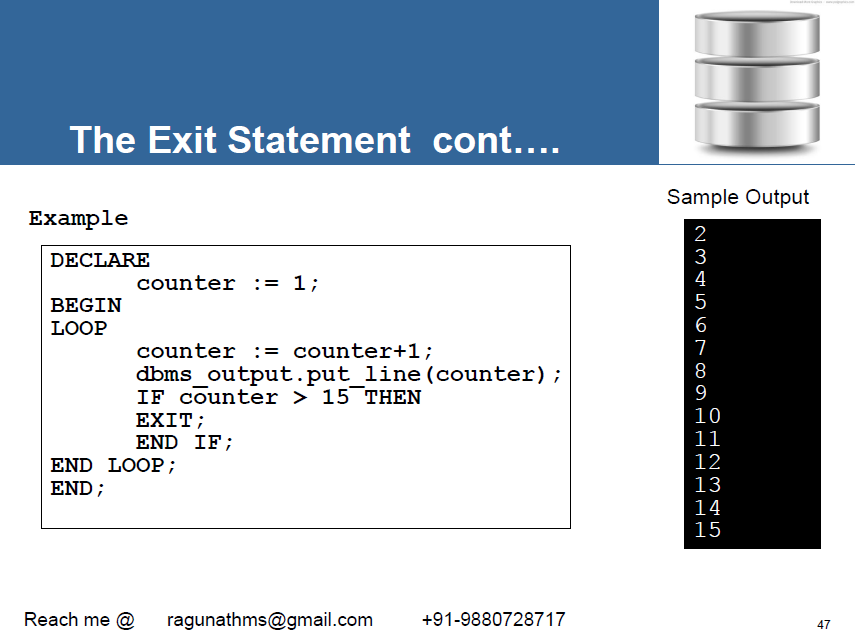 The Exit Statement  cont….
Sample Output
Example
DECLARE
counter := 1;
BEGIN
LOOP
counter := counter+1;
dbms_output.put_line(counter);
IF counter > 15 THEN
EXIT;
END IF;
END LOOP;
END;
2
3
4
5
6
7
8
9
10
11
12
13
14
15
Reach me @ ragunathms@gmail.com +91-9880728717
47